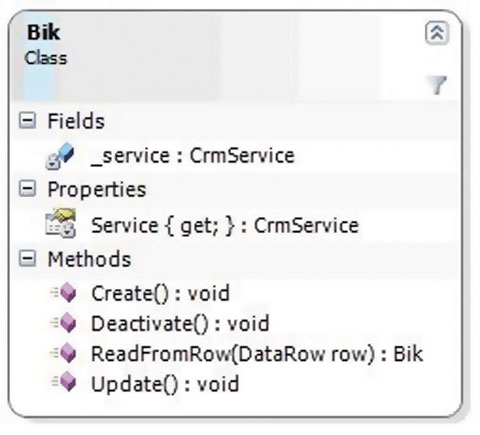 Bik
Class
Fields
_service : CrmService
Properties
Service { get; } : CrmService
Methods
Create() : void
Deactivate() : void
ReadFromRow(DataRow row) : Bik
Update() : void